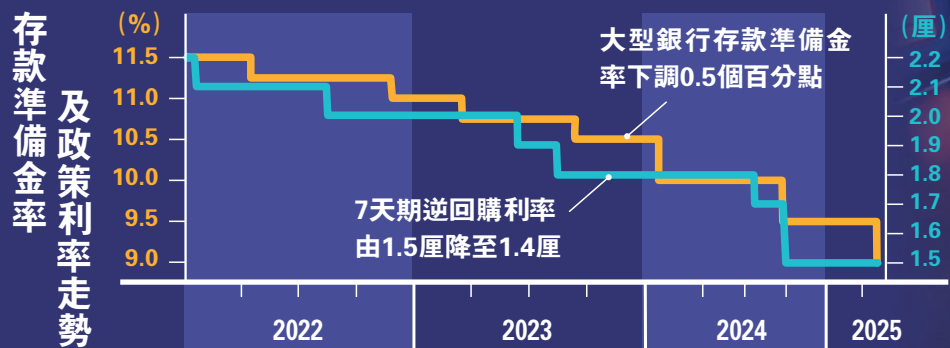 存款準備金率
及政策利率走勢
(%)
11.5
11.0
10.5
10.0
9.5
9.0
大型銀行存款準備金
率下調0.5個百分點
7天期逆回購利率
由1.5厘降至1.4厘
(厘)
2.2
2.1
2.0
1.9
1.8
1.7
1.6
1.5
2022
2023
2024
2025